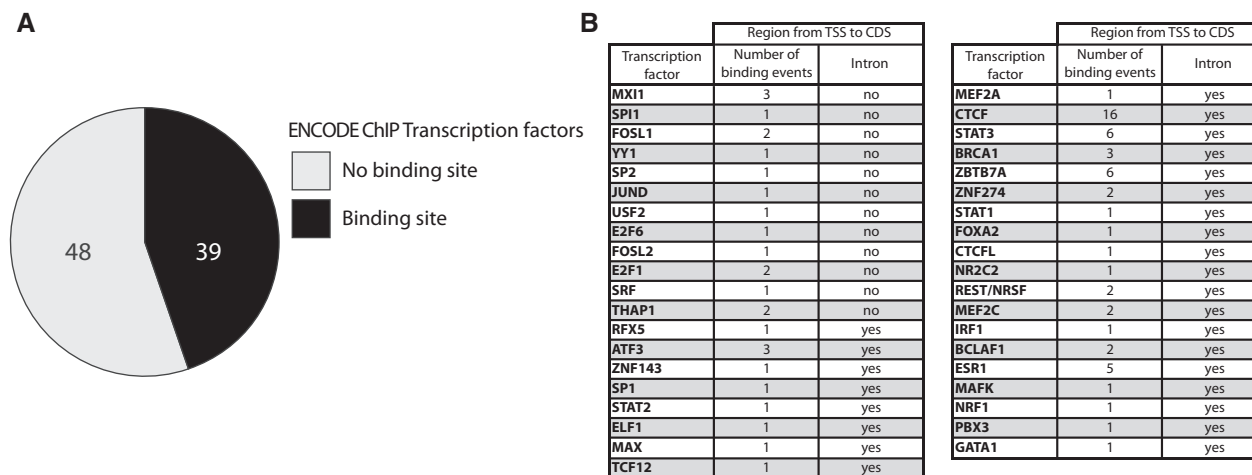 A
ENCODE ChIP Transcription factors
No binding site
Binding site
48
39
B
Region from TSS to CDS
Transcription factor
Number of binding events
Intron
MXI1 3 no
SPI1 1 no
FOSL1 2 no
YY1 1 no
SP2 1 no
JUND 1 no
USF2 1 no
E2F6 1 no
FOSL2 1 no
E2F1 2 no
SRF 1 no
THAP1 2 no
RFX5 1 yes
ATF3 3 yes
ZNF143 1 yes
SP1 1 yes
STAT2 1 yes
ELF1 1 yes
MAX 1 yes
TCF12 1 yes
Region from TSS to CDS
Transcription factor
Number of binding events
Intron
MEF2A 1 yes
CTCF 16 yes
STAT3 6 yes
BRCA1 3 yes
ZBTB7A 6 yes
ZNF274 2 yes
STAT1 1 yes
FOXA2 1 yes
CTCFL 1 yes
NR2C2 1 yes
REST/NRSF 2 yes
MEF2C 2 yes
IRF1 1 yes
BCLAF1 2 yes
ESR1 5 yes
MAFK 1 yes
NRF1 1 yes
PBX3 1 yes
GATA1 1 yes